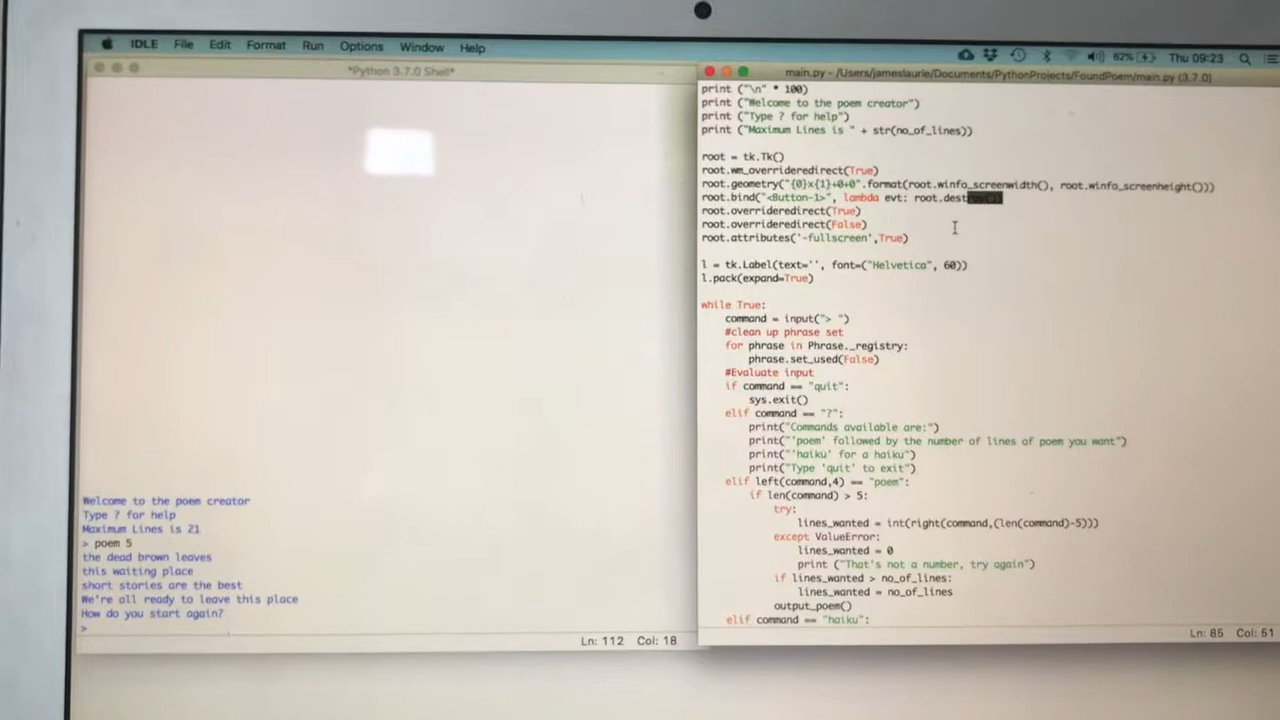 IDLE File Edit Format Run Options Window Help
62% Thu 09:23
*Python 3.7.0 Shell*
Welcome to the poem creator
Type ? for help
Maximum Lines is 21
> poem 5
the dead brown leaves
this waiting place
short stories are the best
We're all ready to leave this place
How do you start again?
>
Ln: 112 Col: 18
main.py - /Users/jameslaurie/Documents/PythonProjects/FoundPoem/main.py (3.7.0)
print ("\n" * 100)
print ("Welcome to the poem creator")
print ("Type ? for help")
print ("Maximum Lines is " + str(no_of_lines))
root = tk.Tk()
root.wm_overrideredirect(True)
root.geometry("{0}x{1}+0+0".format(root.winfo_screenwidth(), root.winfo_screenheight()))
root.bind("<Button-1>", lambda evt: root.destroy())
root.overrideredirect(True)
root.overrideredirect(False)
root.attributes('-fullscreen',True)
l = tk.Label(text='', font=("Helvetica", 60))
l.pack(expand=True)
while True:
    command = input("> ")
    #clean up phrase set
    for phrase in Phrase._registry:
        phrase.set_used(False)
    #Evaluate input
    if command == "quit":
        sys.exit()
    elif command == "?":
        print("Commands available are:")
        print("'poem' followed by the number of lines of poem you want")
        print("'haiku' for a haiku")
        print("Type 'quit' to exit")
    elif left(command,4) == "poem":
        if len(command) > 5:
            try:
                lines_wanted = int(right(command,(len(command)-5)))
            except ValueError:
                lines_wanted = 0
                print ("That's not a number, try again")
            if lines_wanted > no_of_lines:
                lines_wanted = no_of_lines
            output_poem()
    elif command == "haiku":
Ln: 85 Col: 51